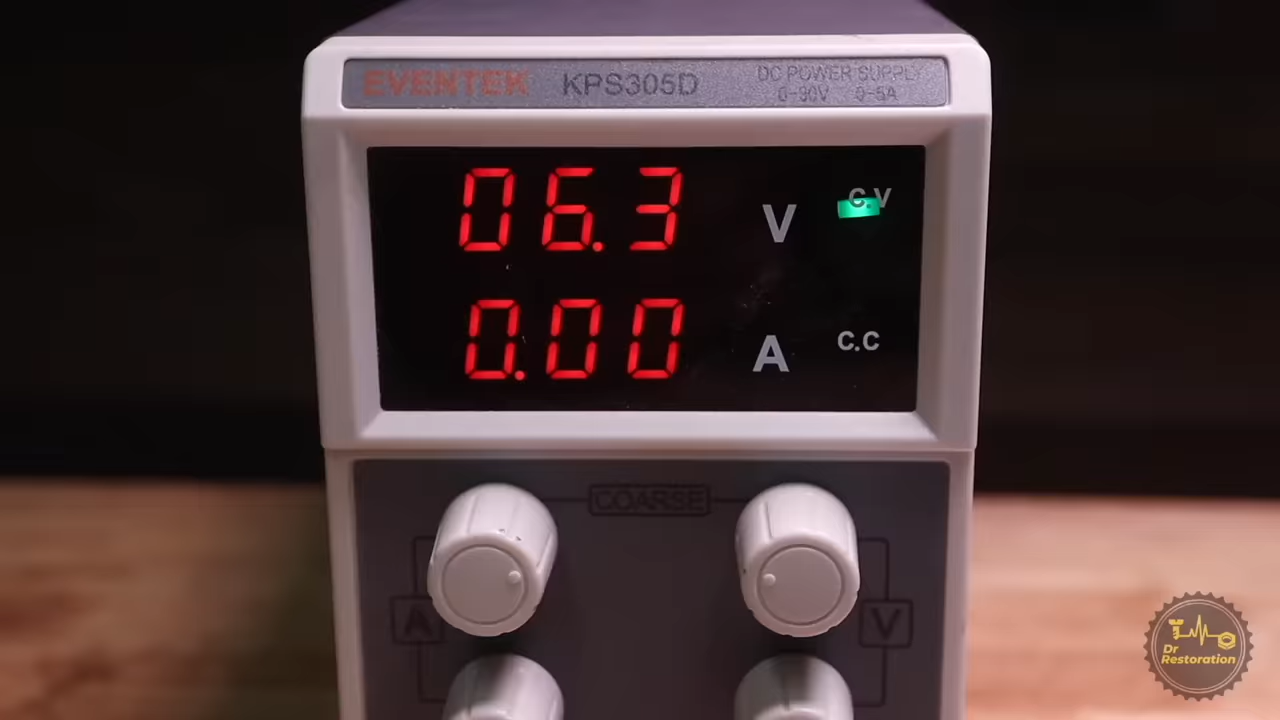 EVENTEK KPS305D DC POWER SUPPLY
0-30V 0-5A
06.3 V C.V
0.00 A C.C
COARSE
A V
Dr
Restoration